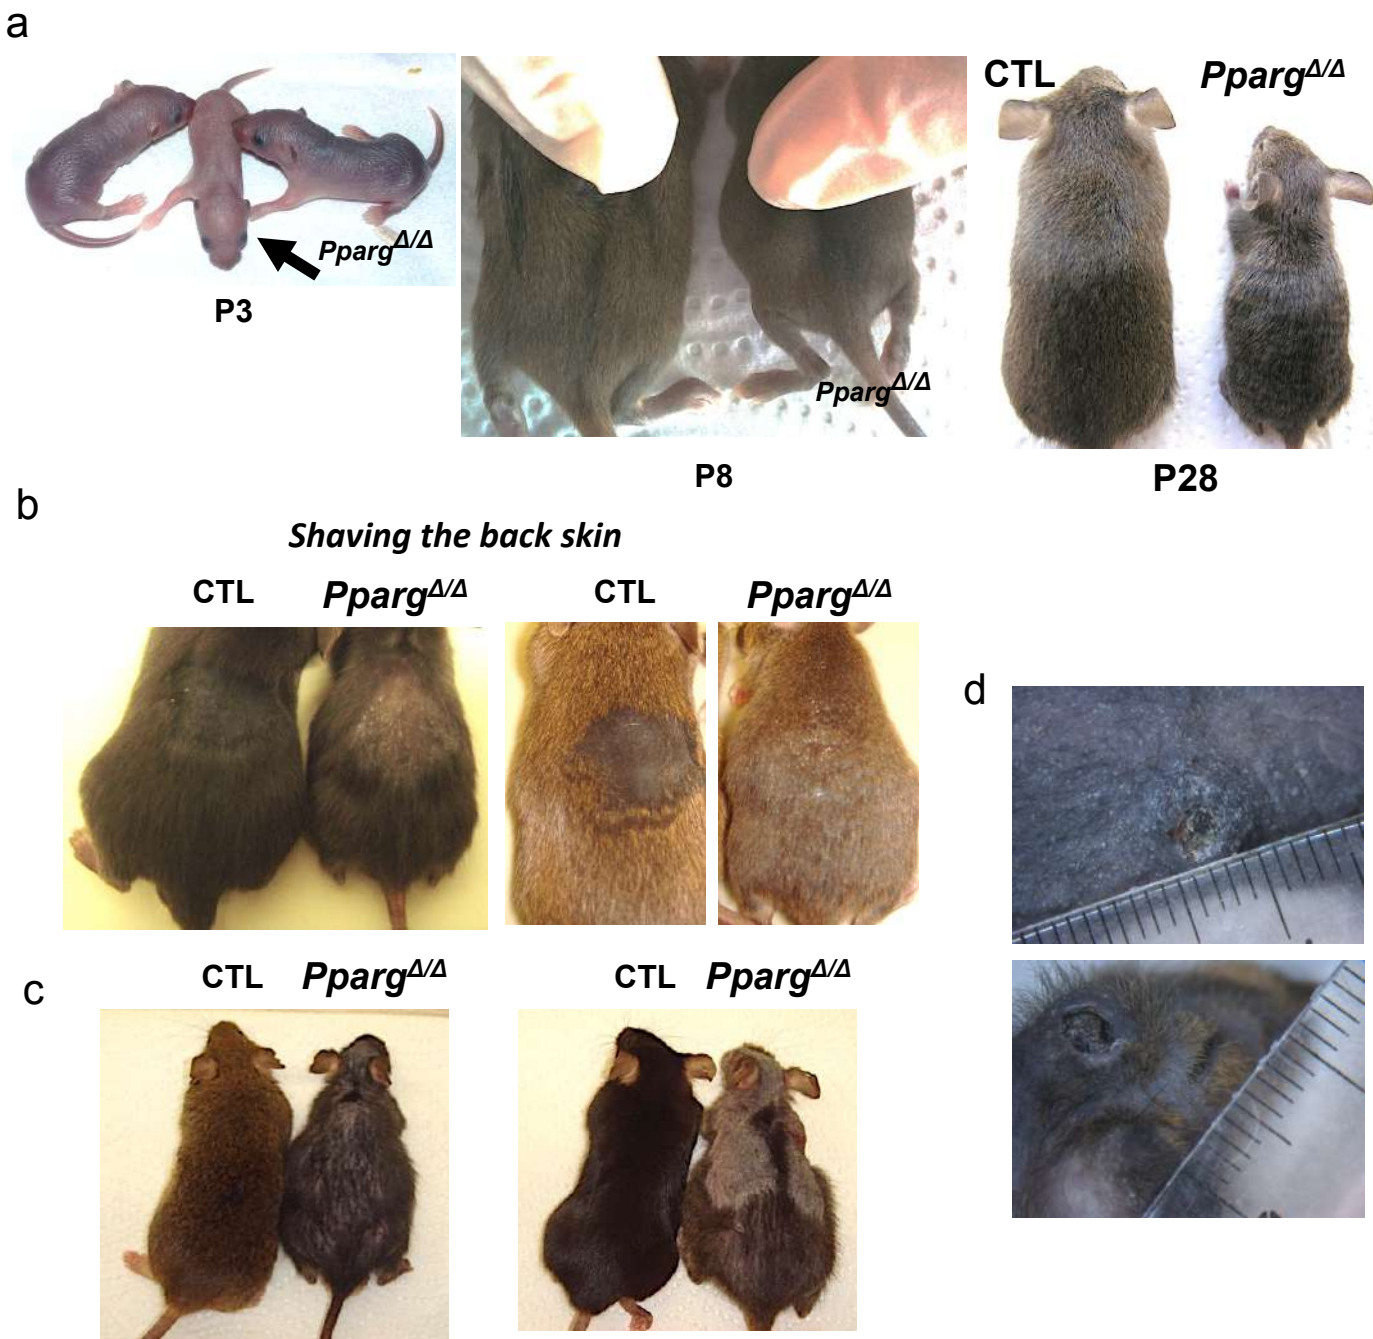 a
CTL
Pparg^Δ/Δ
Pparg^Δ/Δ
P3
Pparg^Δ/Δ
P8
P28
b
Shaving the back skin
CTL
Pparg^Δ/Δ
CTL
Pparg^Δ/Δ
d
c
CTL
Pparg^Δ/Δ
CTL
Pparg^Δ/Δ